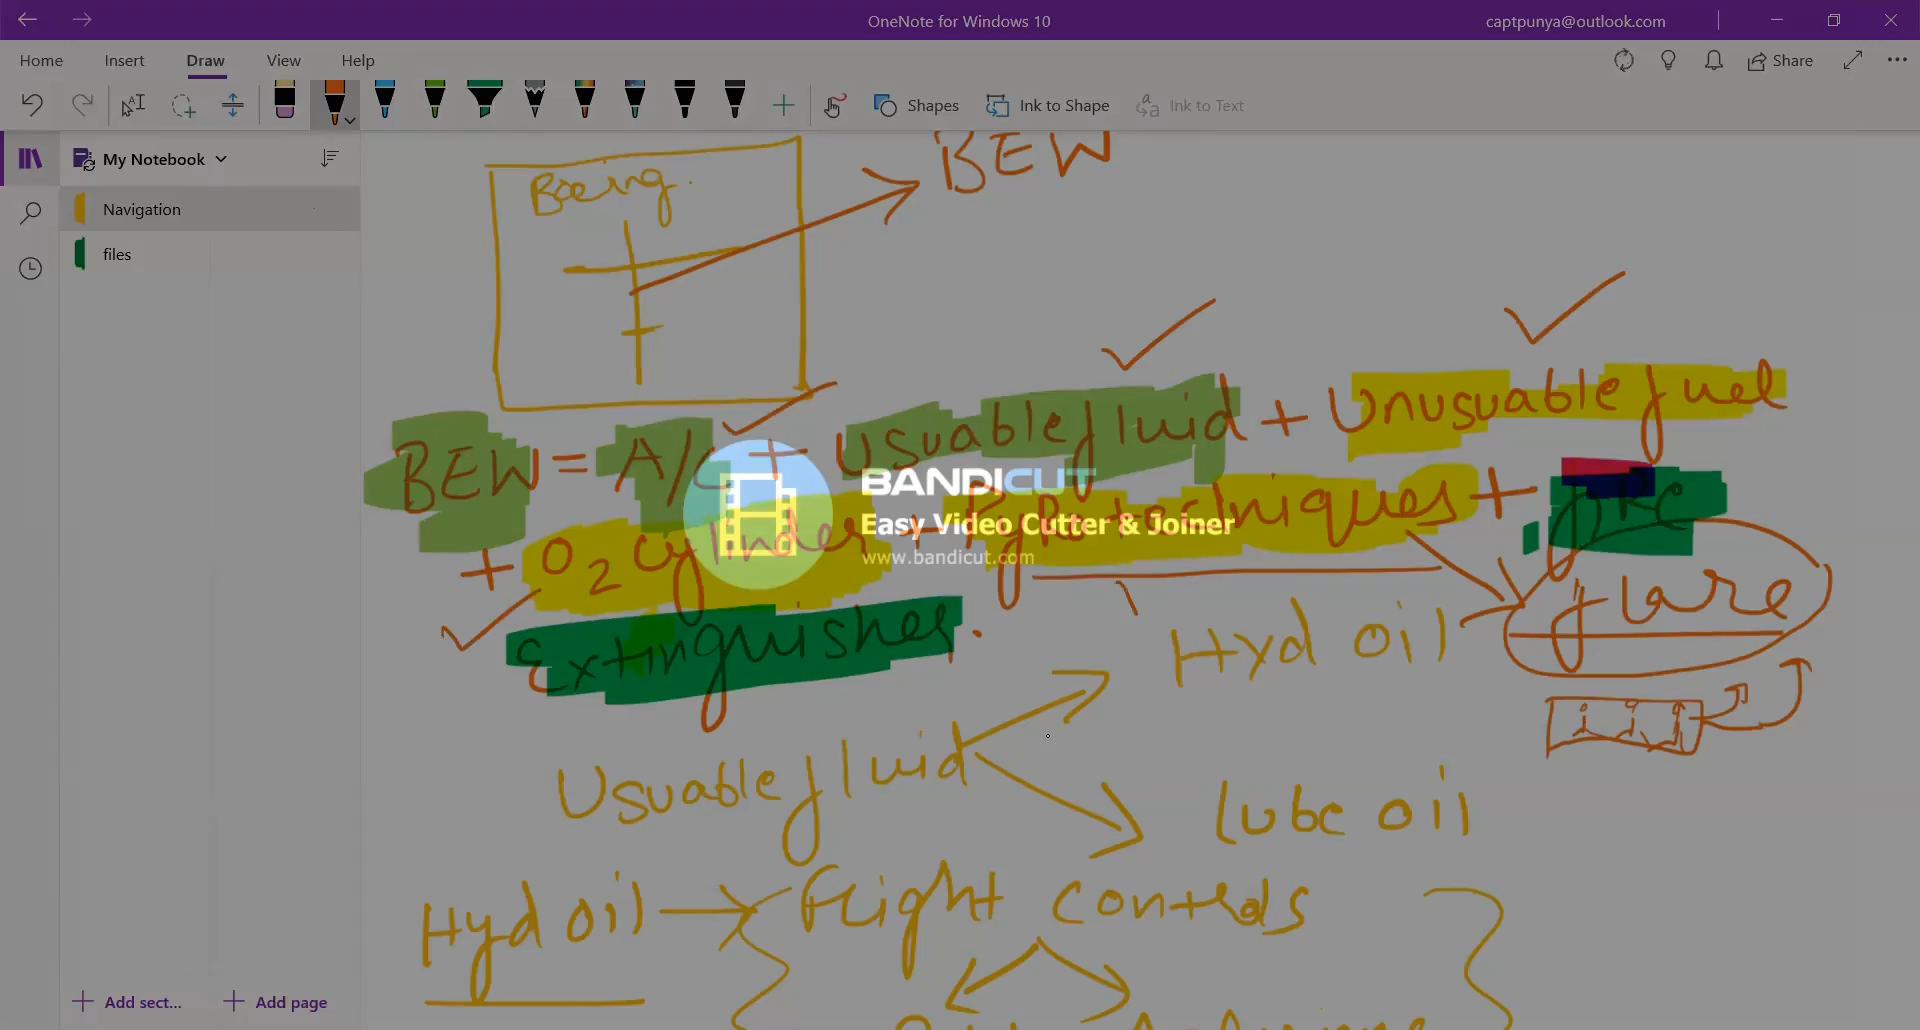 OneNote for Windows 10
captpunya@outlook.com
Home Insert Draw View Help
Share
Shapes Ink to Shape Ink to Text
My Notebook
Navigation
files
Boeing.
BEW
BEW = A/C + Usuable fluid + Unusuable fuel
+ O2 cylinder + Pyrotechniques + fire
Extinguisher.
flare
BANDICUT
Easy Video Cutter & Joiner
www.bandicut.com
Hyd oil
Usuable fluid
lube oil
Hyd oil → Flight Controls
Add sect...
Add page